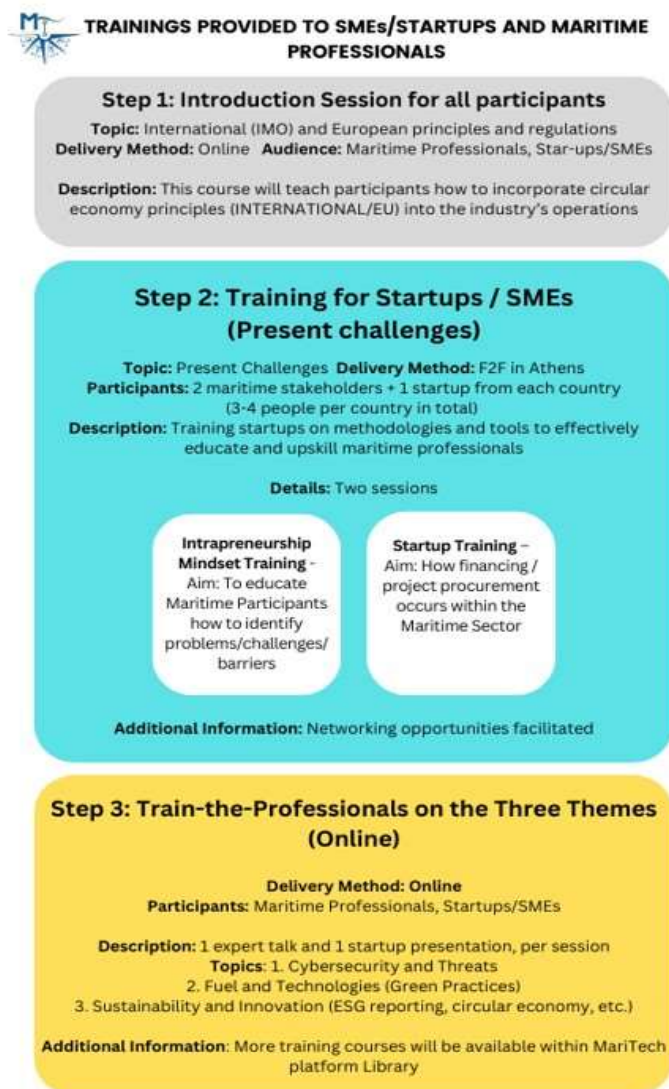 MT
TRAININGS PROVIDED TO SMEs/STARTUPS AND MARITIME
PROFESSIONALS
Step 1: Introduction Session for all participants
Topic: International (IMO) and European principles and regulations
Delivery Method: Online Audience: Maritime Professionals, Star-ups/SMEs
Description: This course will teach participants how to incorporate circular
economy principles (INTERNATIONAL/EU) into the industry's operations
Step 2: Training for Startups / SMEs
(Present challenges)
Topic: Present Challenges Delivery Method: F2F in Athens
Participants: 2 maritime stakeholders + 1 startup from each country
(3-4 people per country in total)
Description: Training startups on methodologies and tools to effectively
educate and upskill maritime professionals
Details: Two sessions
Intrapreneurship
Mindset Training -
Aim: To educate
Maritime Participants
how to identify
problems/challenges/
barriers
Startup Training –
Aim: How financing /
project procurement
occurs within the
Maritime Sector
Additional Information: Networking opportunities facilitated
Step 3: Train-the-Professionals on the Three Themes
(Online)
Delivery Method: Online
Participants: Maritime Professionals, Startups/SMEs
Description: 1 expert talk and 1 startup presentation, per session
Topics: 1. Cybersecurity and Threats
2. Fuel and Technologies (Green Practices)
3. Sustainability and Innovation (ESG reporting, circular economy, etc.)
Additional Information: More training courses will be available within MariTech
platform Library